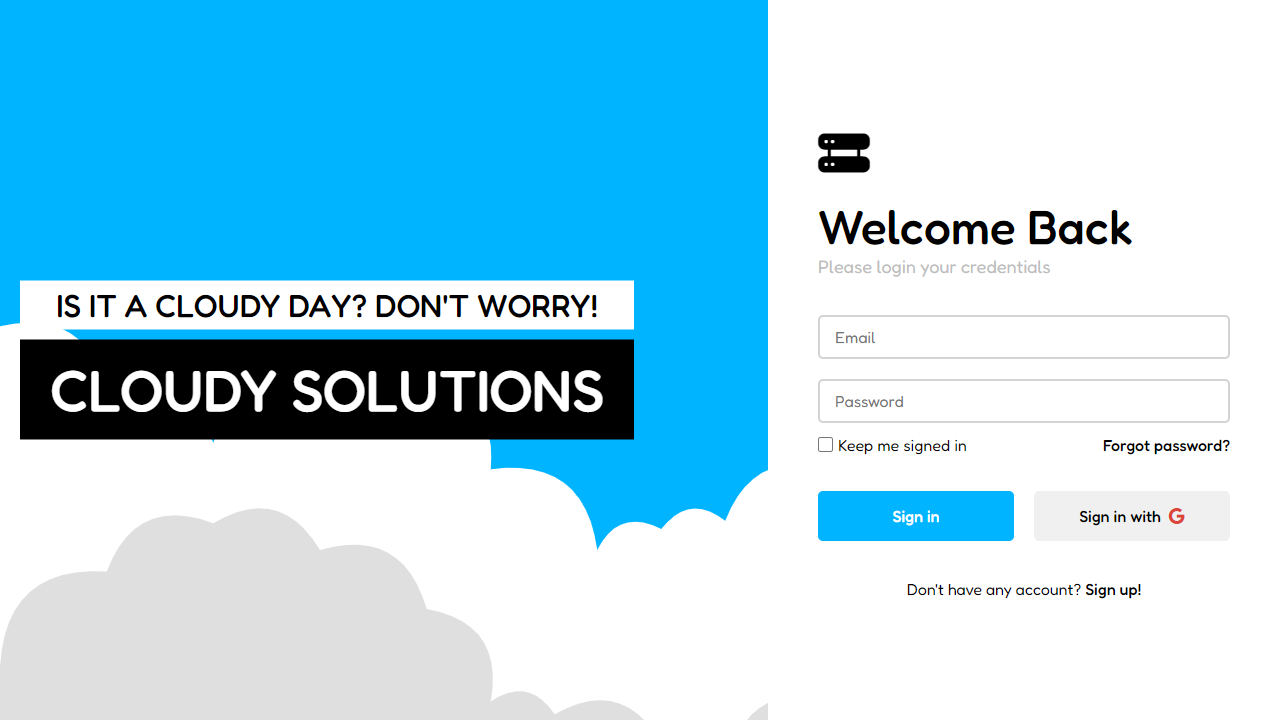 IS IT A CLOUDY DAY? DON'T WORRY!
CLOUDY SOLUTIONS
Welcome Back
Please login your credentials
Email
Password
Keep me signed in
Forgot password?
Sign in
Sign in with G
Don't have any account? Sign up!